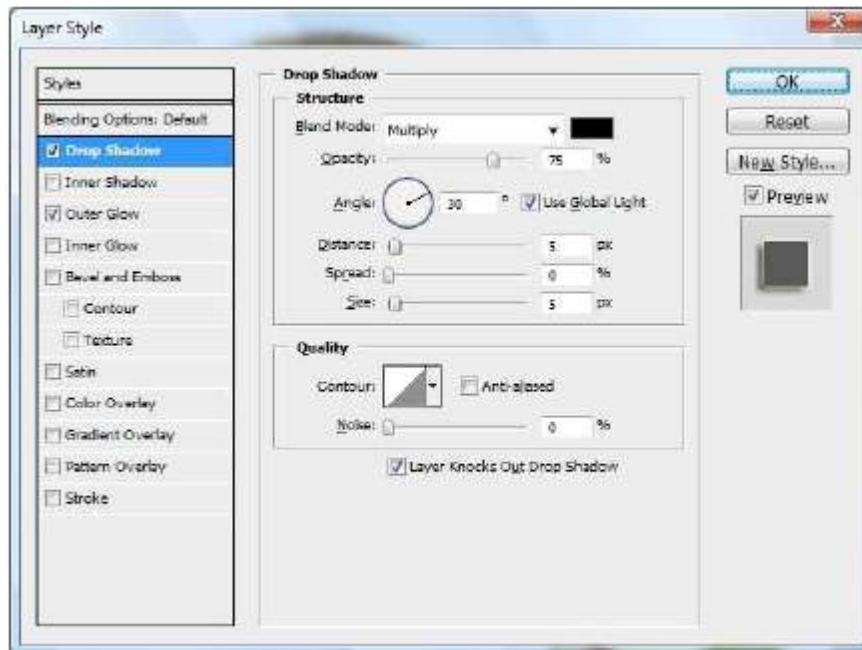 Layer Style
Styles
Blending Options: Default
Drop Shadow
Inner Shadow
Outer Glow
Inner Glow
Bevel and Emboss
Contour
Texture
Satin
Color Overlay
Gradient Overlay
Pattern Overlay
Stroke
Drop Shadow
Structure
Blend Mode: Multiply
Opacity: 75 %
Angle: 30 ° Use Global Light
Distance: 5 px
Spread: 0 %
Size: 5 px
Quality
Contour: Anti-aliased
Noise: 0 %
Layer Knocks Out Drop Shadow
OK
Reset
New Style...
Preview